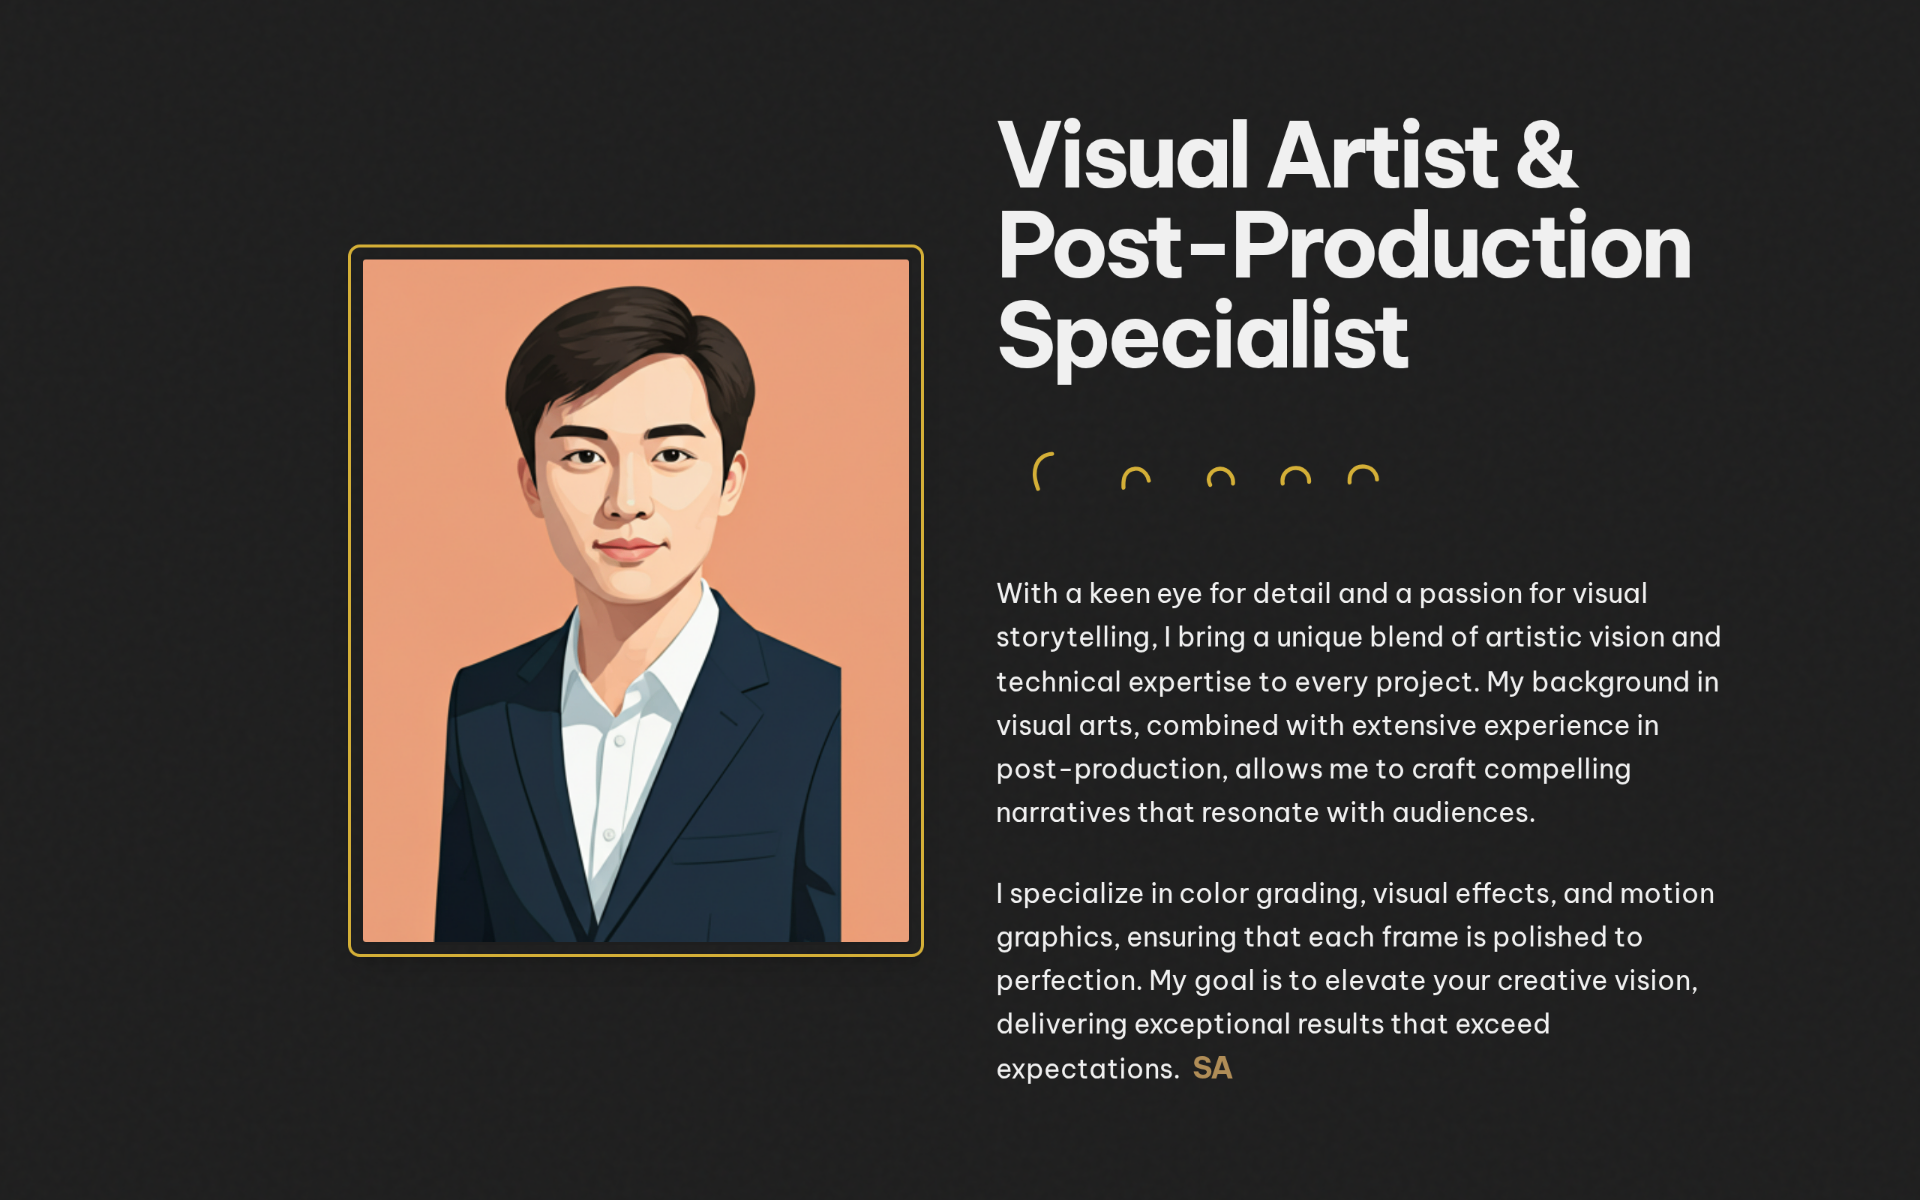 Visual Artist &
Post-Production
Specialist
With a keen eye for detail and a passion for visual
storytelling, I bring a unique blend of artistic vision and
technical expertise to every project. My background in
visual arts, combined with extensive experience in
post-production, allows me to craft compelling
narratives that resonate with audiences.
I specialize in color grading, visual effects, and motion
graphics, ensuring that each frame is polished to
perfection. My goal is to elevate your creative vision,
delivering exceptional results that exceed
expectations. SA